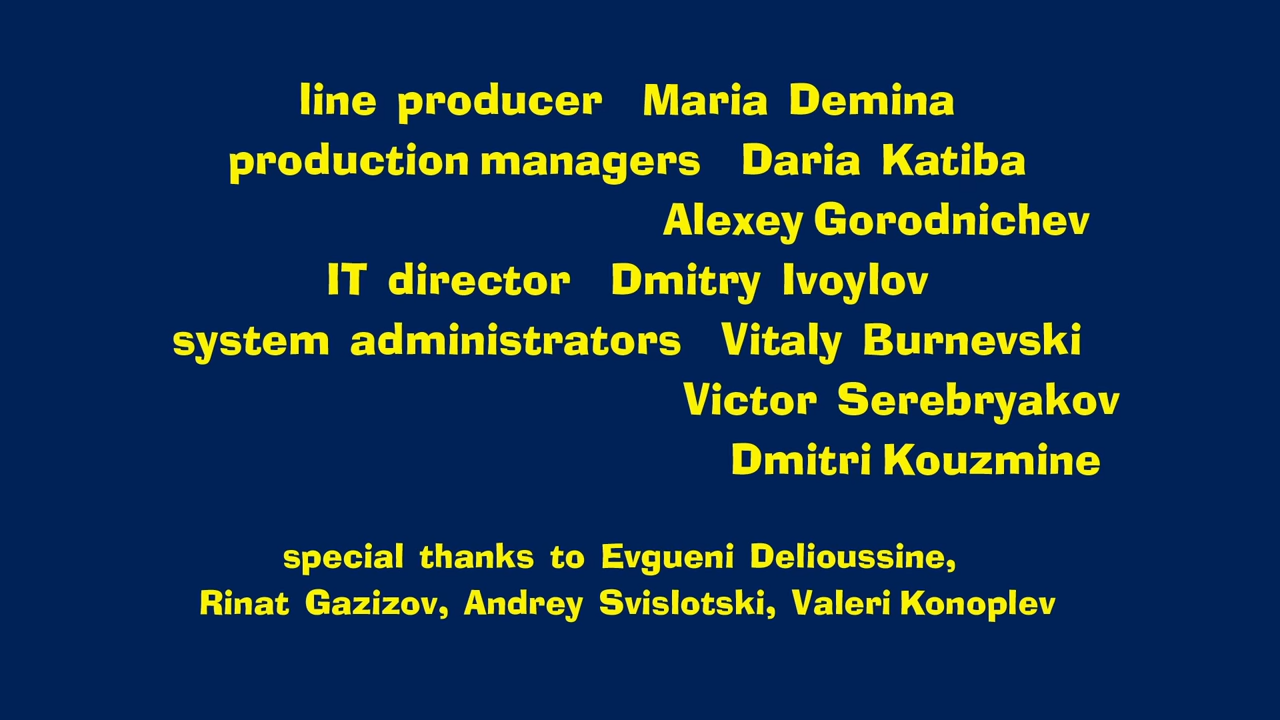 line producer Maria Demina
production managers Daria Katiba
Alexey Gorodnichev
IT director Dmitry Ivoylov
system administrators Vitaly Burnevski
Victor Serebryakov
Dmitri Kouzmine
special thanks to Evgueni Delioussine,
Rinat Gazizov, Andrey Svislotski, Valeri Konoplev